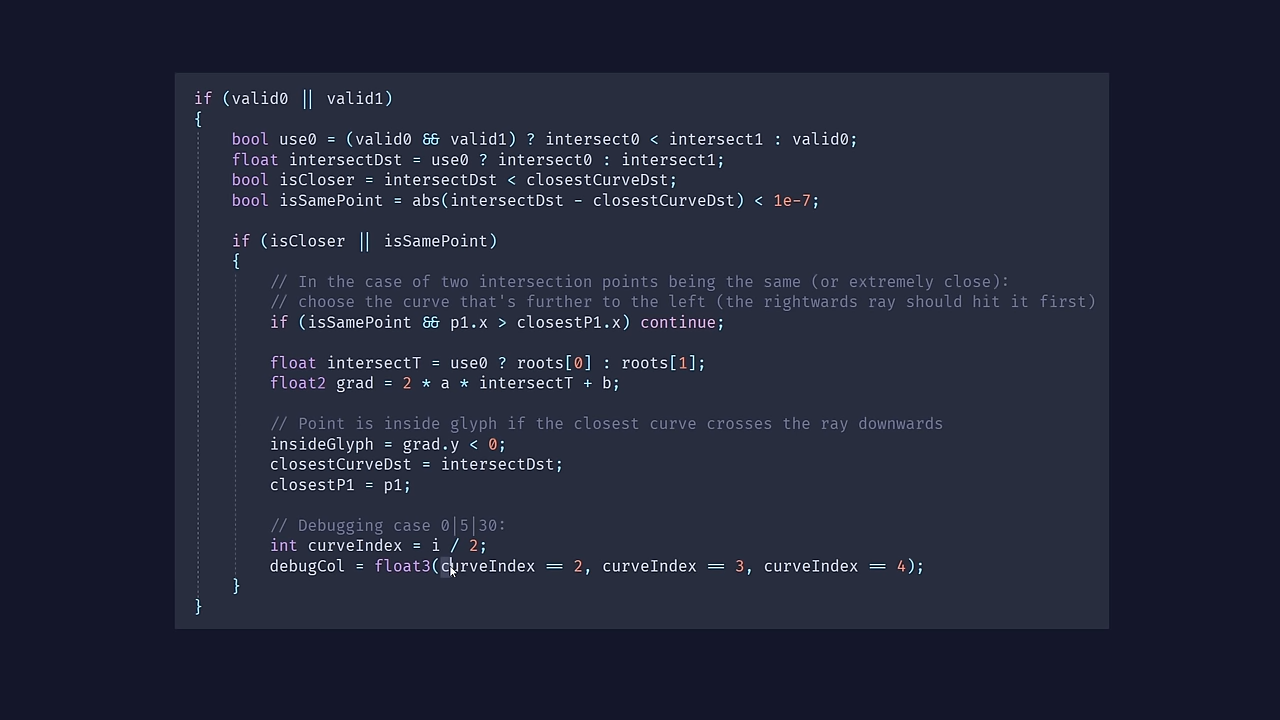 if (valid0 || valid1)
{
    bool use0 = (valid0 && valid1) ? intersect0 < intersect1 : valid0;
    float intersectDst = use0 ? intersect0 : intersect1;
    bool isCloser = intersectDst < closestCurveDst;
    bool isSamePoint = abs(intersectDst - closestCurveDst) < 1e-7;

    if (isCloser || isSamePoint)
    {
        // In the case of two intersection points being the same (or extremely close):
        // choose the curve that's further to the left (the rightwards ray should hit it first)
        if (isSamePoint && p1.x > closestP1.x) continue;

        float intersectT = use0 ? roots[0] : roots[1];
        float2 grad = 2 * a * intersectT + b;

        // Point is inside glyph if the closest curve crosses the ray downwards
        insideGlyph = grad.y < 0;
        closestCurveDst = intersectDst;
        closestP1 = p1;

        // Debugging case 0|5|30:
        int curveIndex = i / 2;
        debugCol = float3(curveIndex == 2, curveIndex == 3, curveIndex == 4);
    }
}